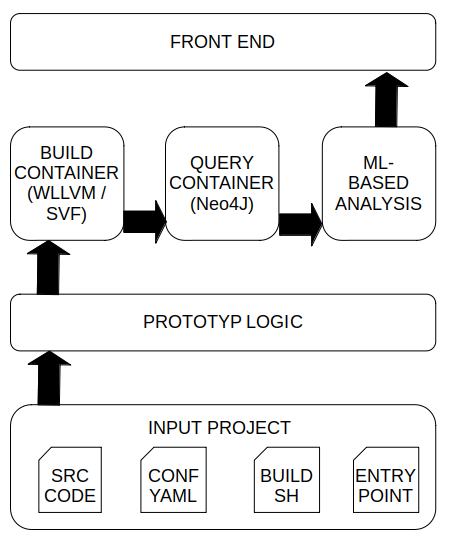 FRONT END
BUILD
CONTAINER
(WLLVM /
SVF)
QUERY
CONTAINER
(Neo4J)
ML-
BASED
ANALYSIS
PROTOTYP LOGIC
INPUT PROJECT
SRC
CODE
CONF
YAML
BUILD
SH
ENTRY
POINT